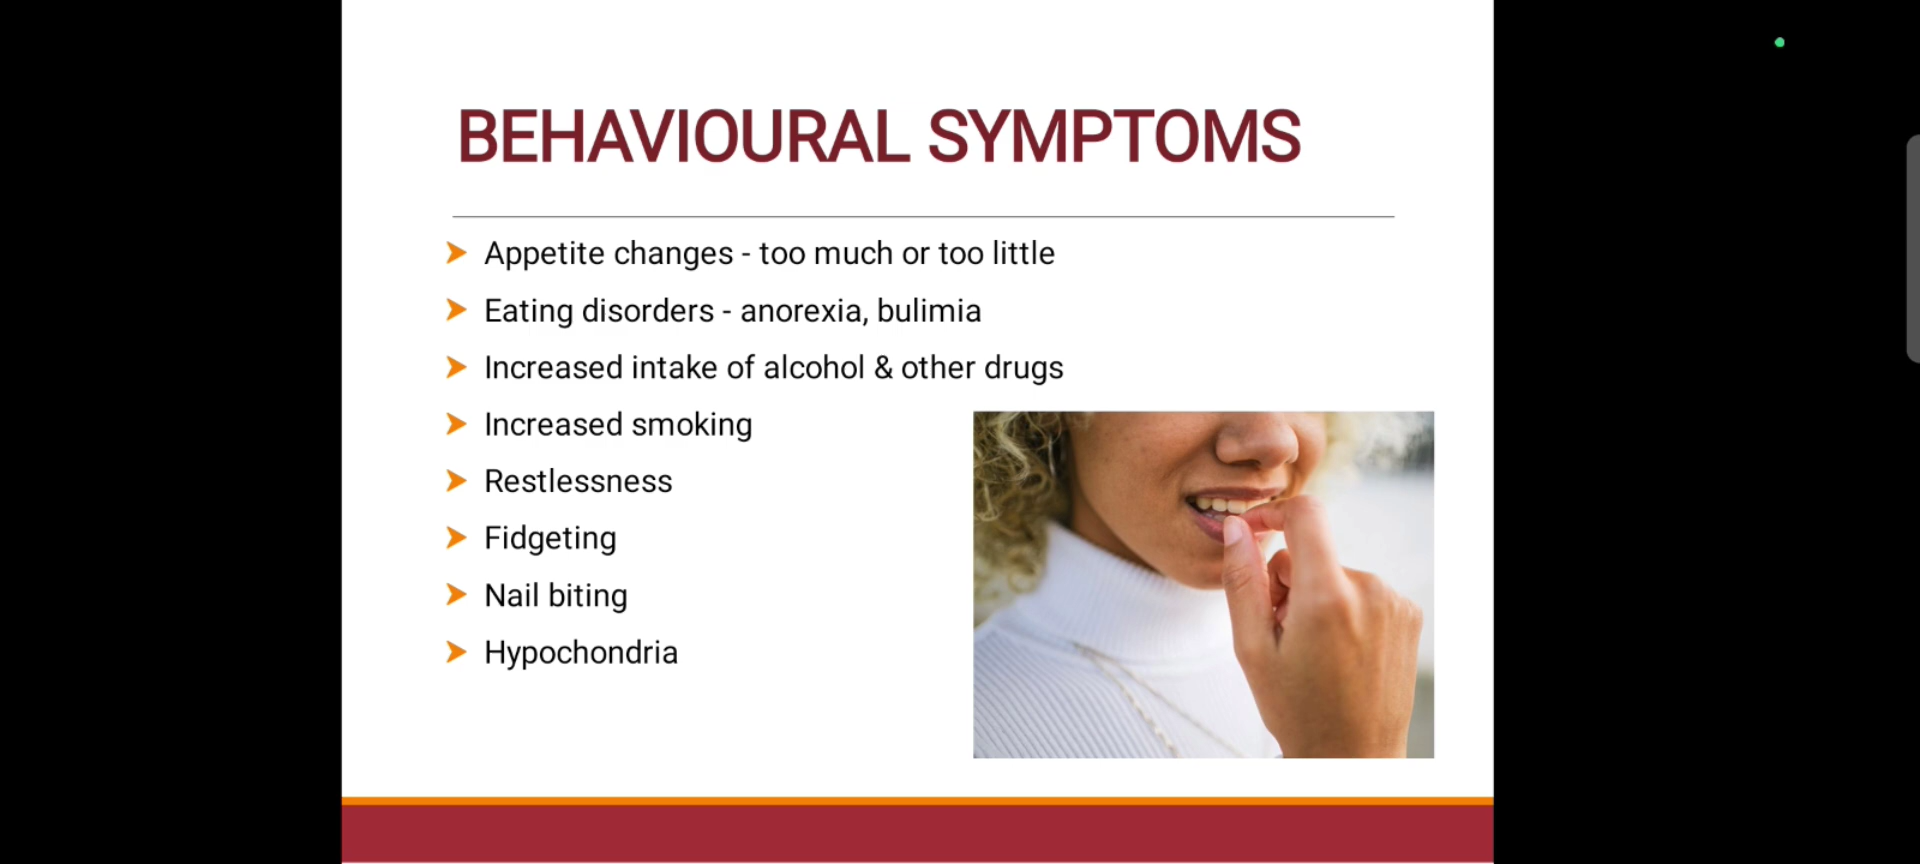 BEHAVIOURAL SYMPTOMS
Appetite changes - too much or too little
Eating disorders - anorexia, bulimia
Increased intake of alcohol & other drugs
Increased smoking
Restlessness
Fidgeting
Nail biting
Hypochondria